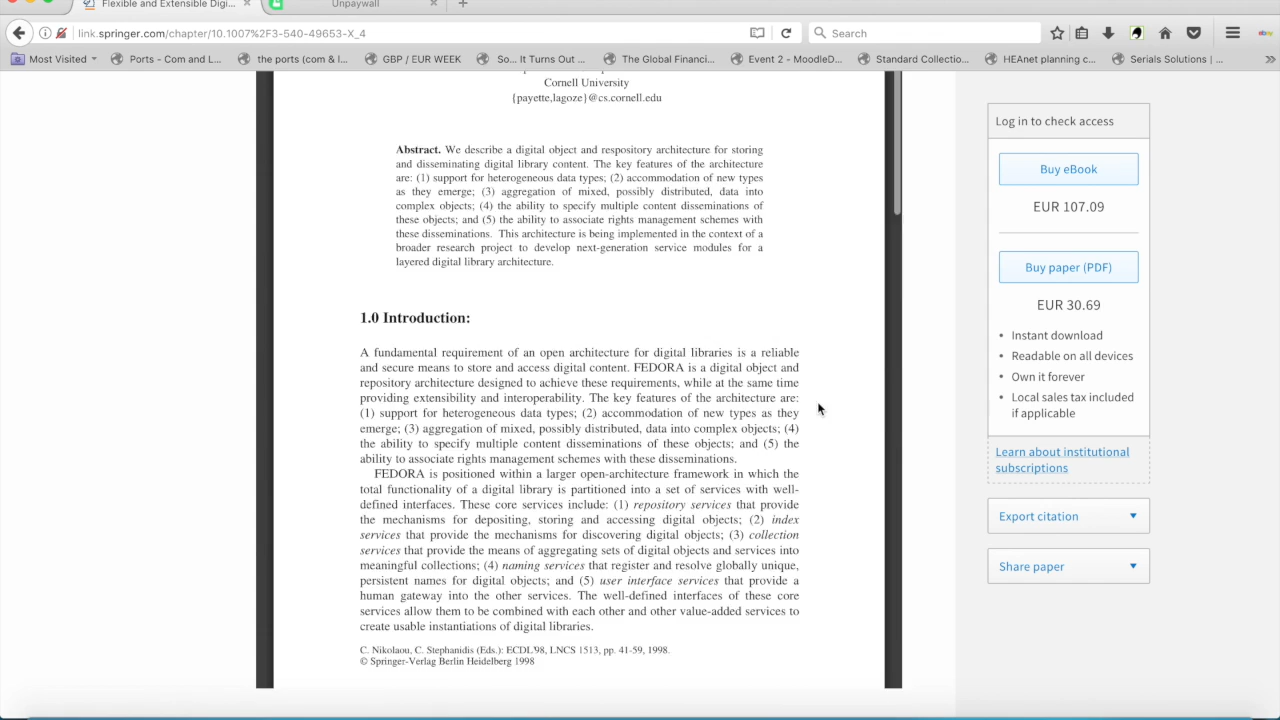 Flexible and Extensible Digi...
Unpaywall
link.springer.com/chapter/10.1007%2F3-540-49653-X_4
Search
Most Visited
Ports - Com and L...
the ports (com & l...
GBP / EUR WEEK
So... It Turns Out ...
The Global Financi...
Event 2 - MoodleD...
Standard Collectio...
HEAnet planning c...
Serials Solutions | ...
Cornell University
{payette,lagoze}@cs.cornell.edu
Abstract. We describe a digital object and respository architecture for storing
and disseminating digital library content. The key features of the architecture
are: (1) support for heterogeneous data types; (2) accommodation of new types
as they emerge; (3) aggregation of mixed, possibly distributed, data into
complex objects; (4) the ability to specify multiple content disseminations of
these objects; and (5) the ability to associate rights management schemes with
these disseminations. This architecture is being implemented in the context of a
broader research project to develop next-generation service modules for a
layered digital library architecture.
1.0 Introduction:
A fundamental requirement of an open architecture for digital libraries is a reliable
and secure means to store and access digital content. FEDORA is a digital object and
repository architecture designed to achieve these requirements, while at the same time
providing extensibility and interoperability. The key features of the architecture are:
(1) support for heterogeneous data types; (2) accommodation of new types as they
emerge; (3) aggregation of mixed, possibly distributed, data into complex objects; (4)
the ability to specify multiple content disseminations of these objects; and (5) the
ability to associate rights management schemes with these disseminations.
FEDORA is positioned within a larger open-architecture framework in which the
total functionality of a digital library is partitioned into a set of services with well-
defined interfaces. These core services include: (1) repository services that provide
the mechanisms for depositing, storing and accessing digital objects; (2) index
services that provide the mechanisms for discovering digital objects; (3) collection
services that provide the means of aggregating sets of digital objects and services into
meaningful collections; (4) naming services that register and resolve globally unique,
persistent names for digital objects; and (5) user interface services that provide a
human gateway into the other services. The well-defined interfaces of these core
services allow them to be combined with each other and other value-added services to
create usable instantiations of digital libraries.
C. Nikolaou, C. Stephanidis (Eds.): ECDL'98, LNCS 1513, pp. 41-59, 1998.
© Springer-Verlag Berlin Heidelberg 1998
Log in to check access
Buy eBook
EUR 107.09
Buy paper (PDF)
EUR 30.69
• Instant download
• Readable on all devices
• Own it forever
• Local sales tax included
if applicable
Learn about institutional
subscriptions
Export citation
Share paper